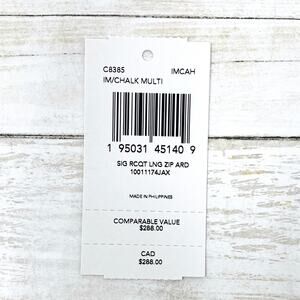 C8385 IMCAH
IM/CHALK MULTI
1 95031 45140 9
SIG RCQT LNG ZIP ARD
10011174JAX
MADE IN PHILIPPINES
COMPARABLE VALUE
$288.00
CAD
$288.00